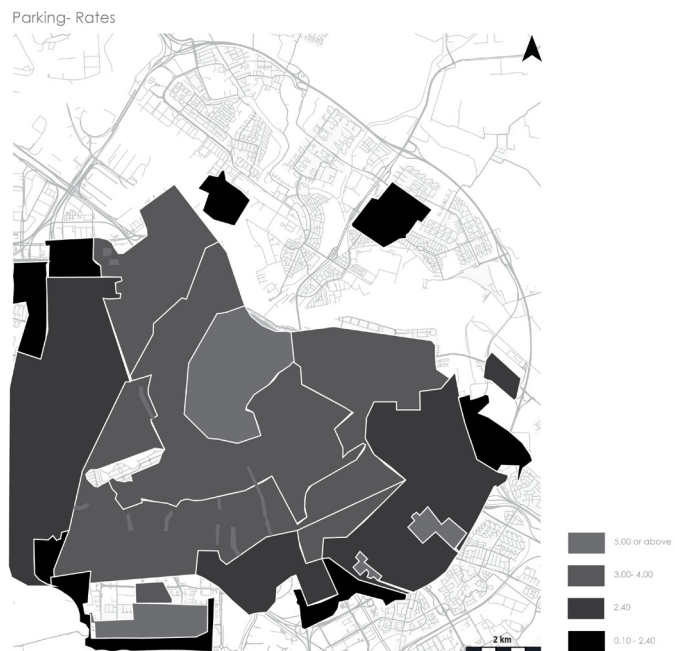 Parking- Rates
5.00 or above
3.00- 4.00
2.40
0.10 - 2.40
2 km